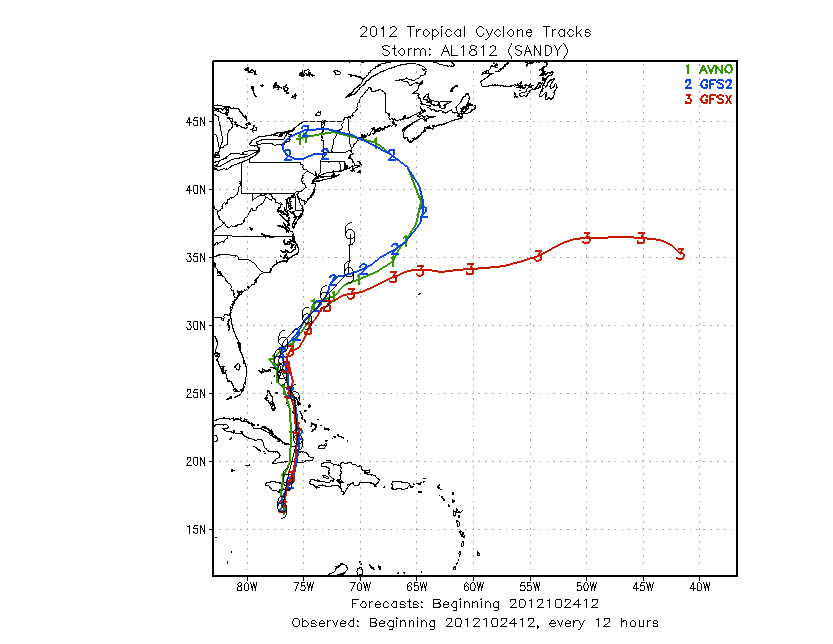 2012 Tropical Cyclone Tracks
Storm: AL1812 (SANDY)
1 AVNO
2 GFS2
3 GFSX
45N
40N
35N
30N
25N
20N
15N
80W 75W 70W 65W 60W 55W 50W 45W 40W
Forecasts: Beginning 2012102412
Observed: Beginning 2012102412, every 12 hours